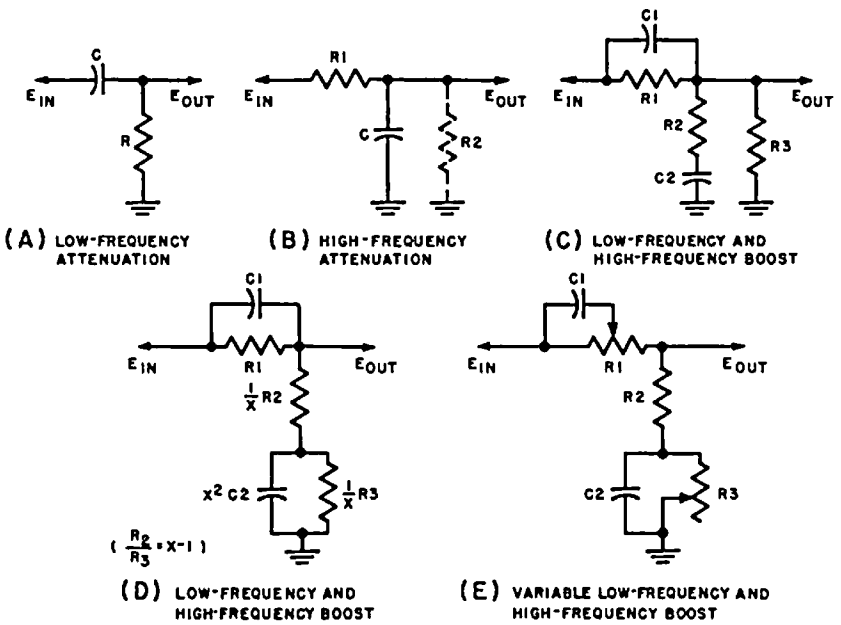 C
E IN
E OUT
R
(A) LOW-FREQUENCY
ATTENUATION
R1
E IN
E OUT
C
R2
(B) HIGH-FREQUENCY
ATTENUATION
C1
E IN
R1
E OUT
R2
R3
C2
(C) LOW-FREQUENCY AND
HIGH-FREQUENCY BOOST
C1
E IN
R1
E OUT
1/X R2
X² C2
1/X R3
( R2/R3 = X-1 )
(D) LOW-FREQUENCY AND
HIGH-FREQUENCY BOOST
C1
E IN
R1
E OUT
R2
C2
R3
(E) VARIABLE LOW-FREQUENCY AND
HIGH-FREQUENCY BOOST